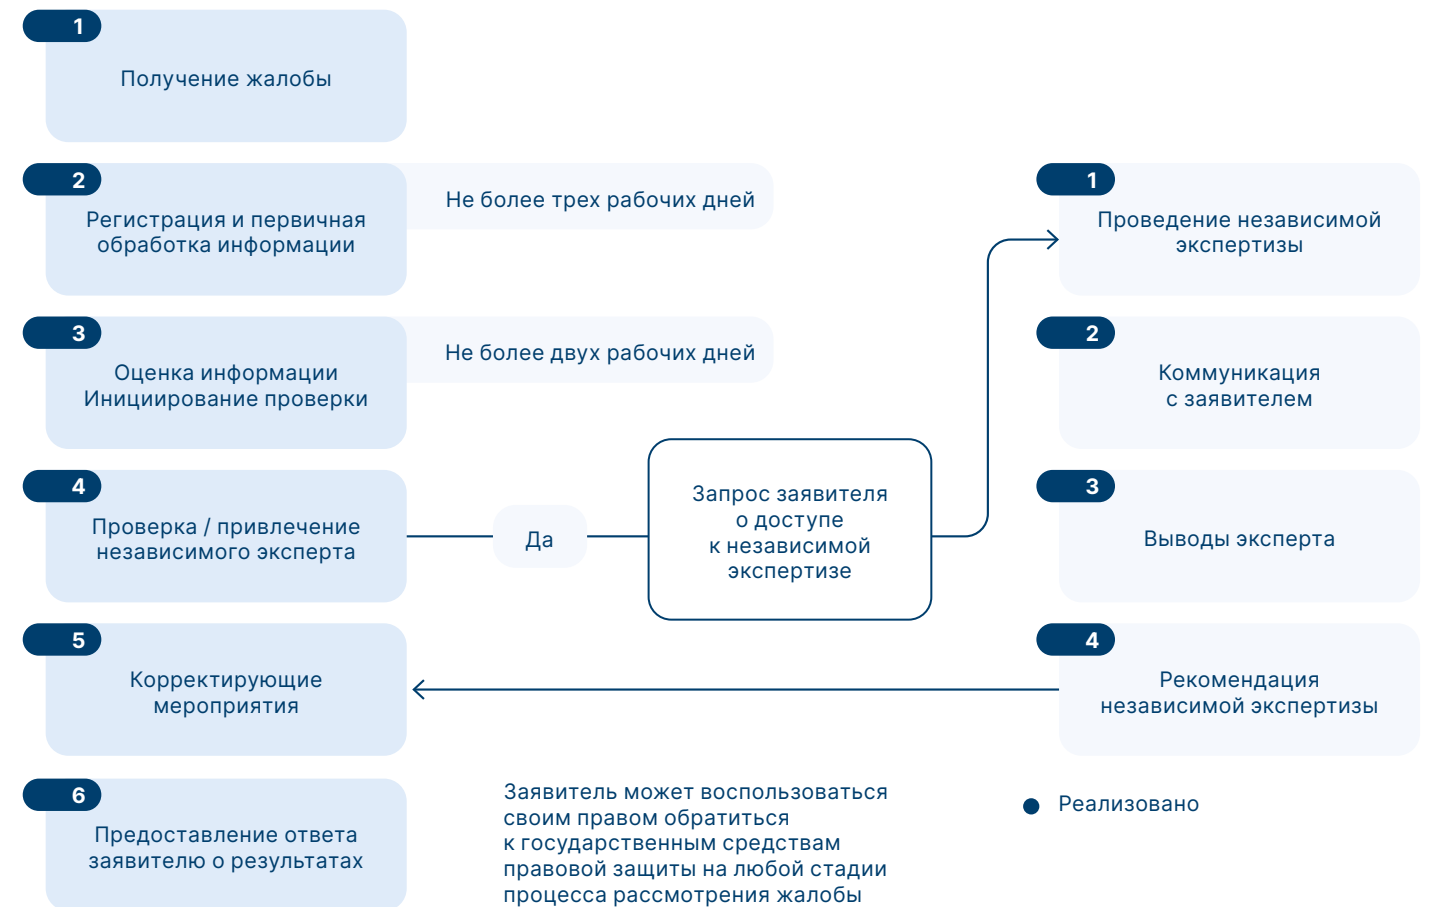 1
Получение жалобы
2
Регистрация и первичная
обработка информации
Не более трех рабочих дней
3
Оценка информации
Инициирование проверки
Не более двух рабочих дней
4
Проверка / привлечение
независимого эксперта
Да
Запрос заявителя
о доступе
к независимой
экспертизе
1
Проведение независимой
экспертизы
2
Коммуникация
с заявителем
3
Выводы эксперта
4
Рекомендация
независимой экспертизы
5
Корректирующие
мероприятия
6
Предоставление ответа
заявителю о результатах
Заявитель может воспользоваться
своим правом обратиться
к государственным средствам
правовой защиты на любой стадии
процесса рассмотрения жалобы
Реализовано